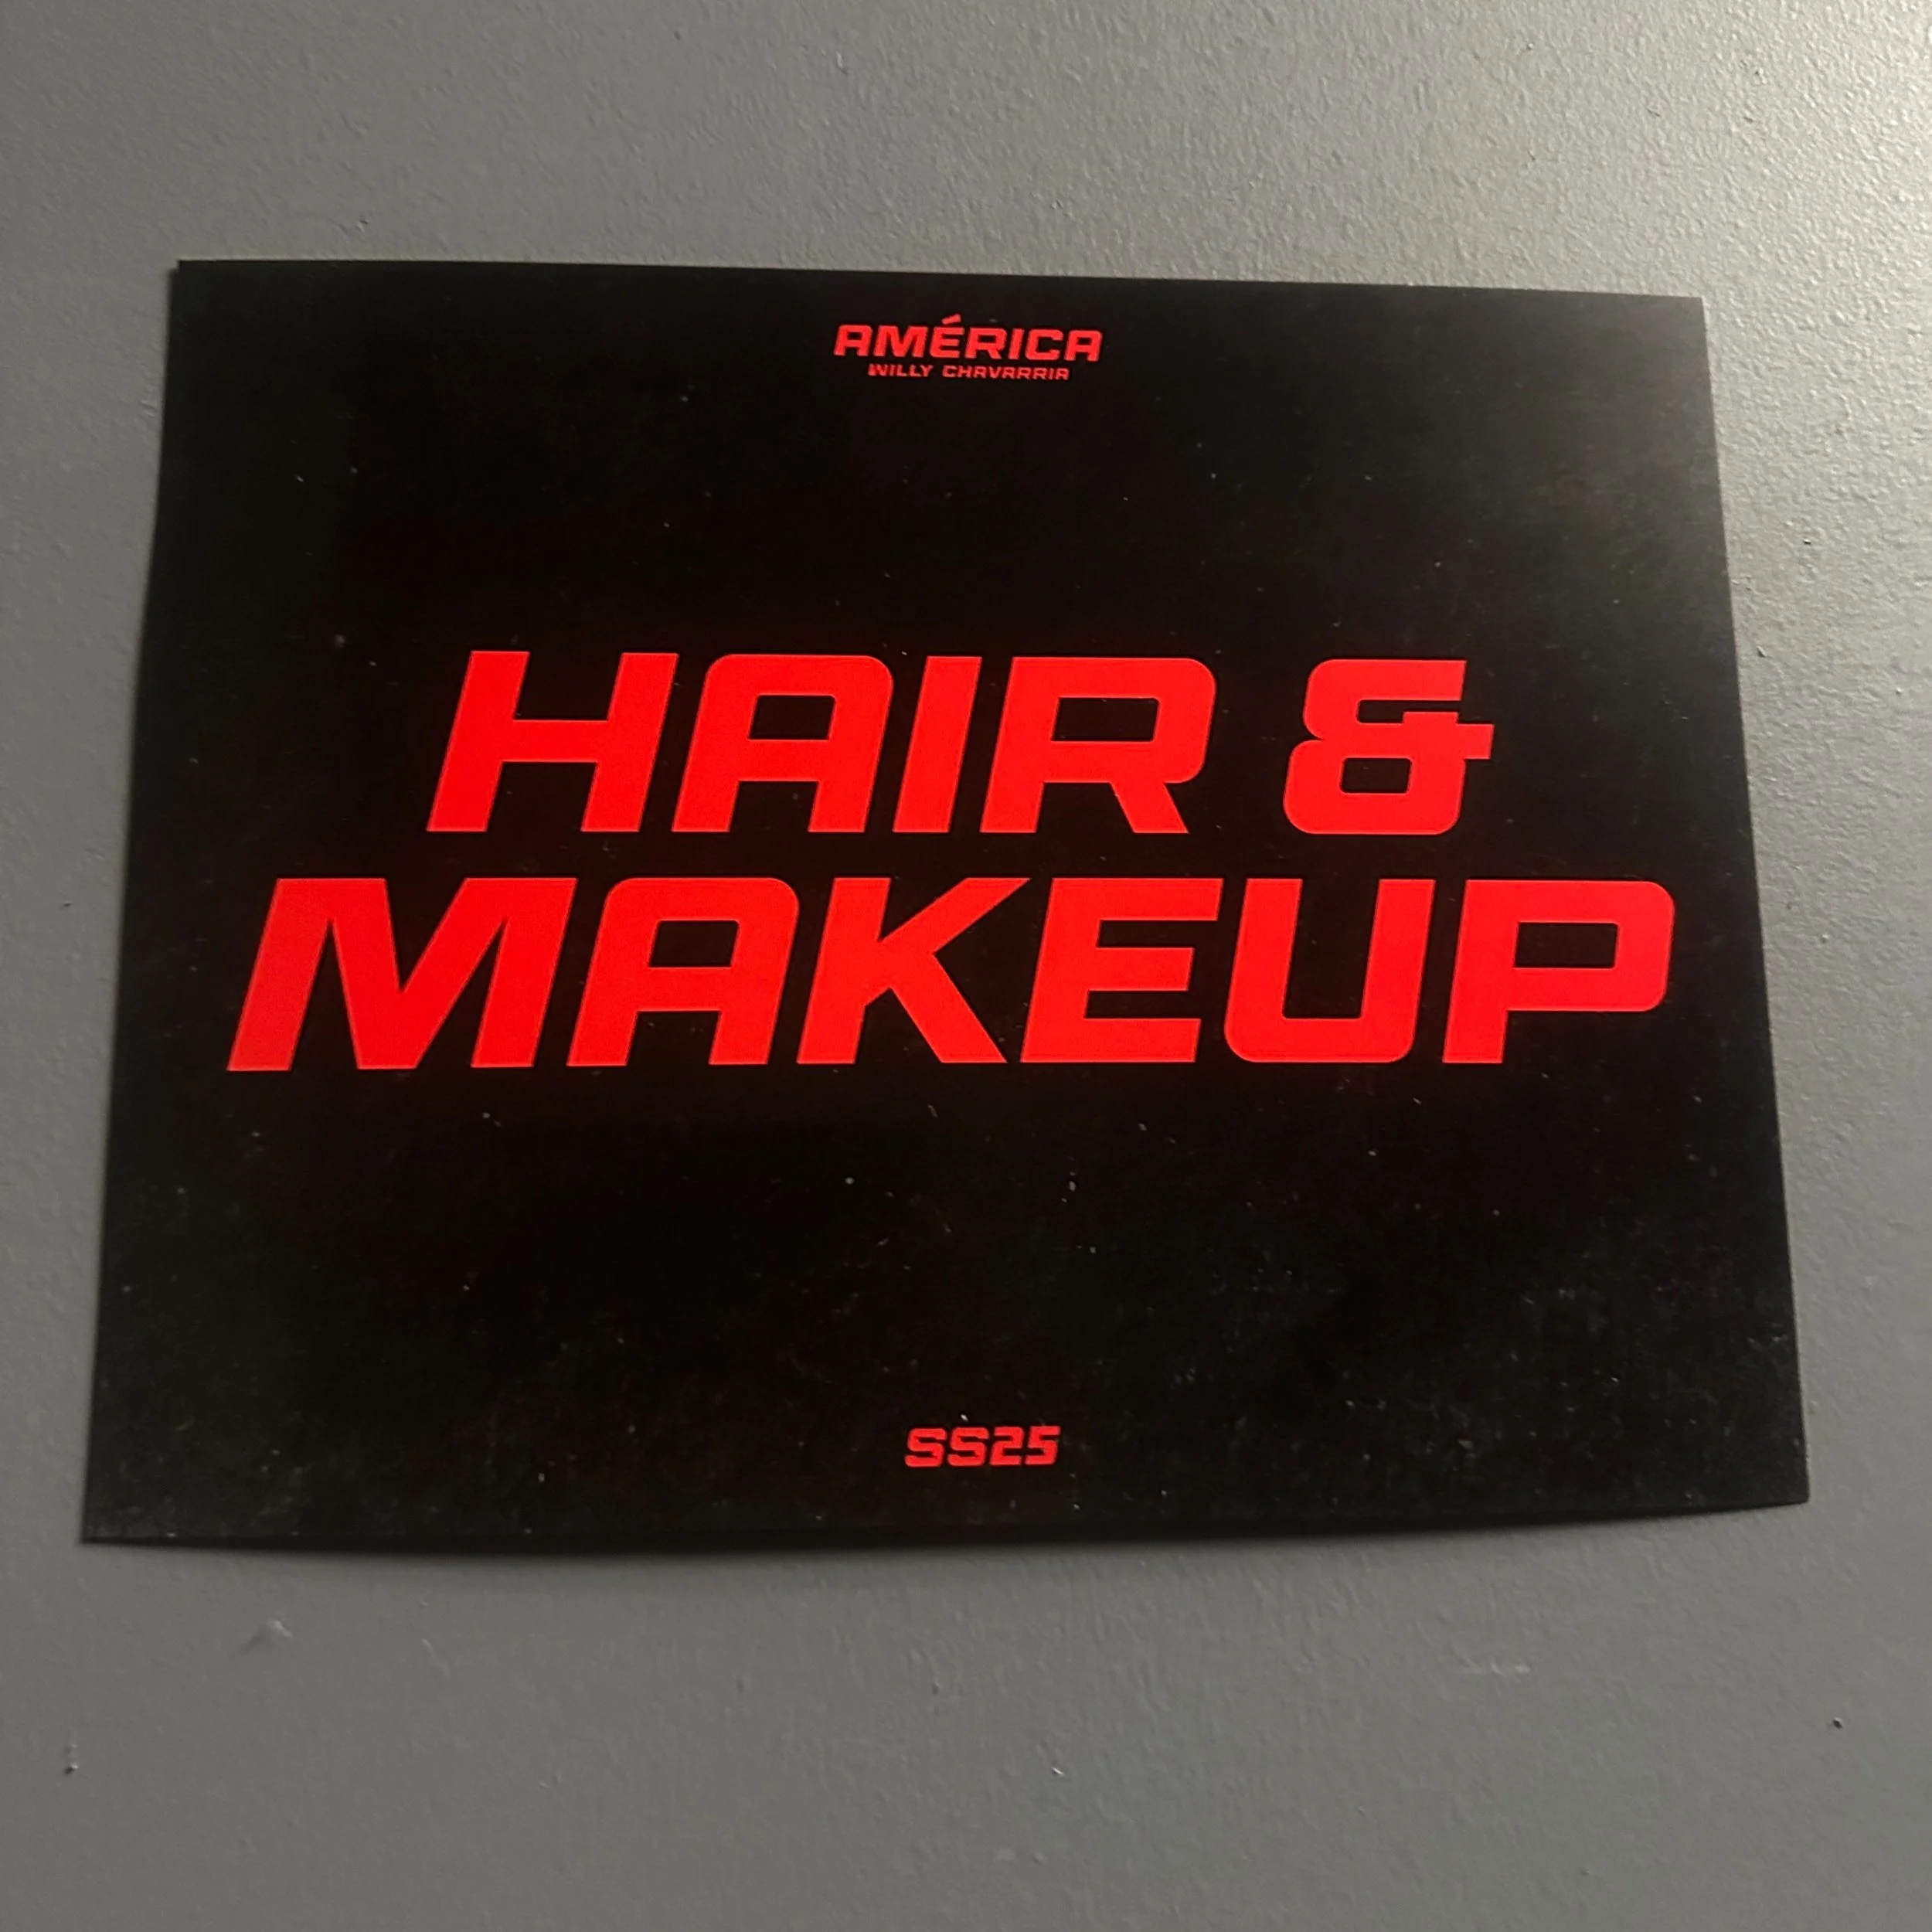 AMÉRICA
WILLY CHAVARRIA
HAIR &
MAKEUP
SS25